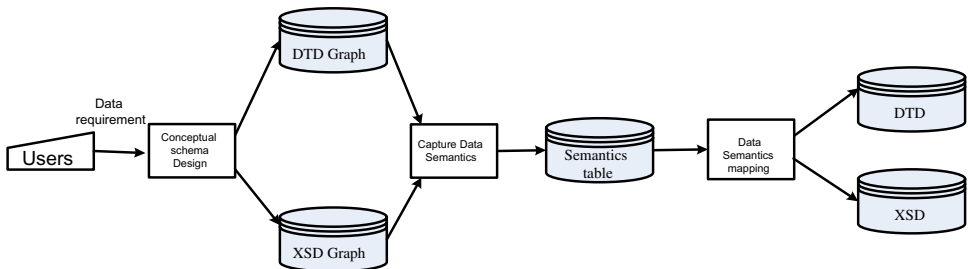 Data
requirement
Users
Conceptual
schema
Design
DTD Graph
XSD Graph
Capture Data
Semantics
Semantics
table
Data
Semantics
mapping
DTD
XSD